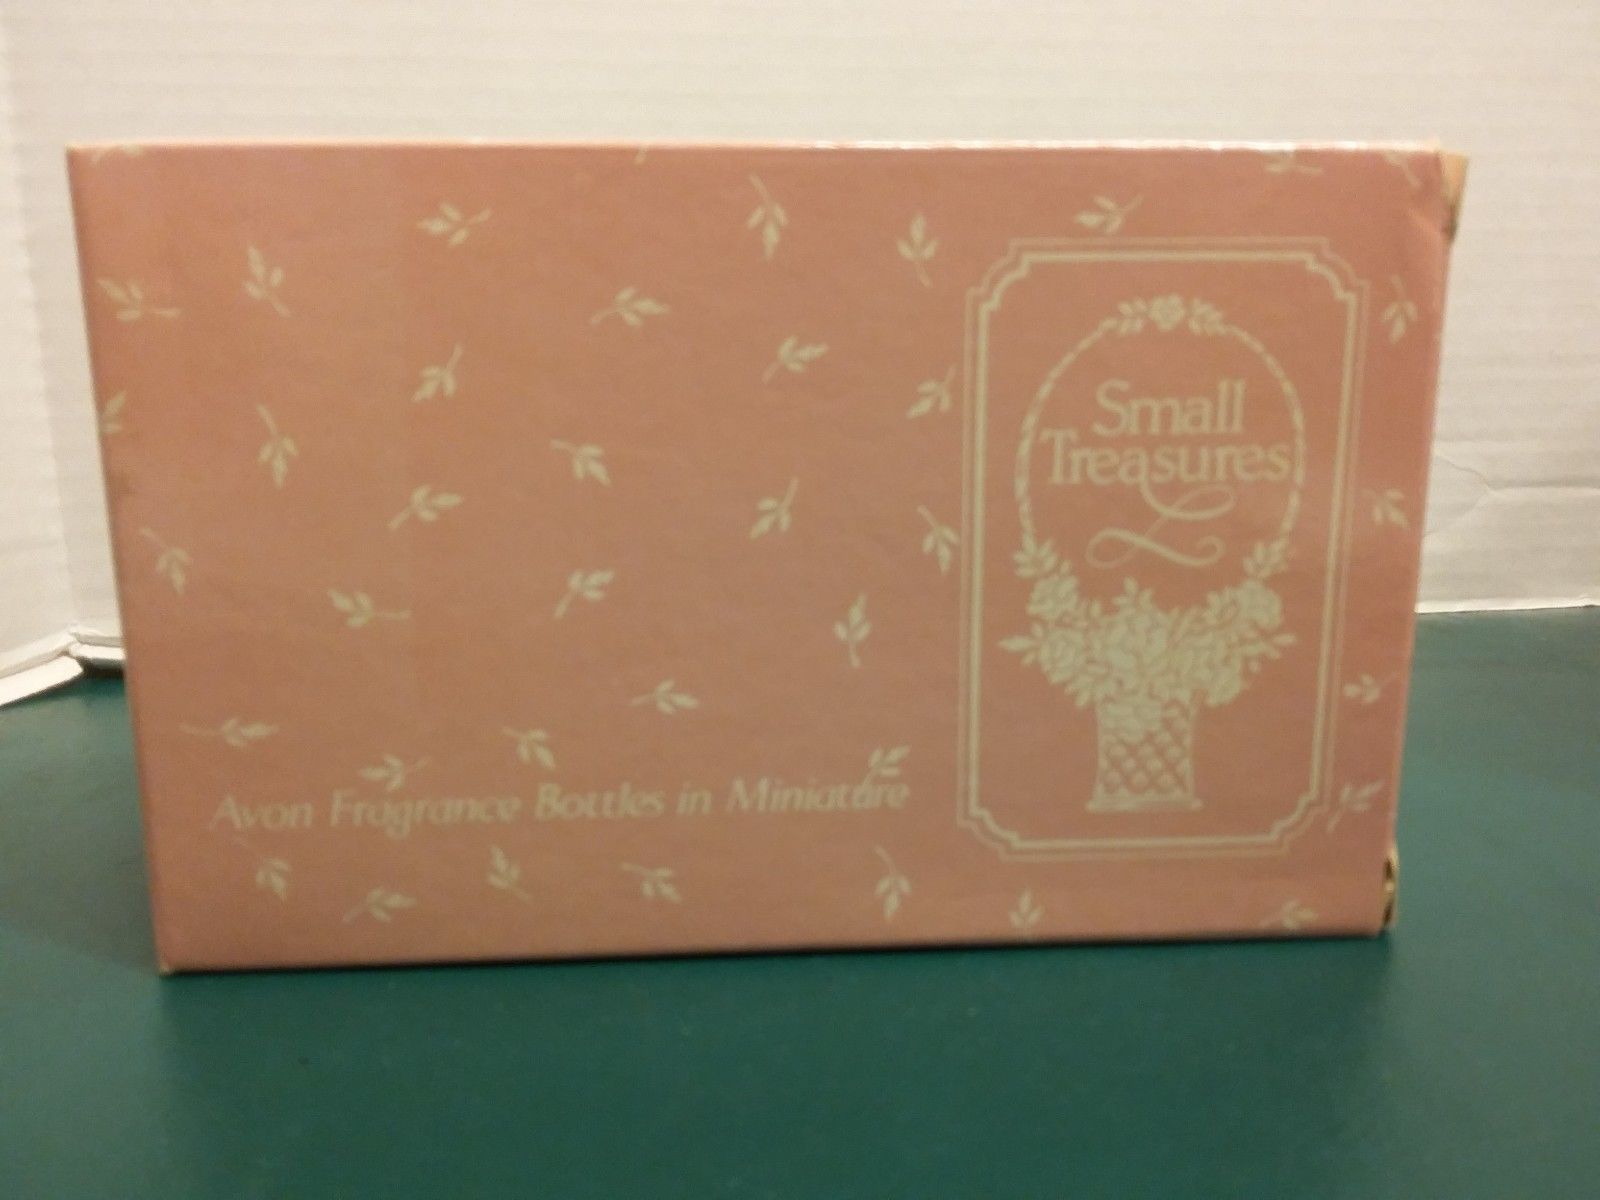 Small
Treasures
Avon Fragrance Bottles in Miniature